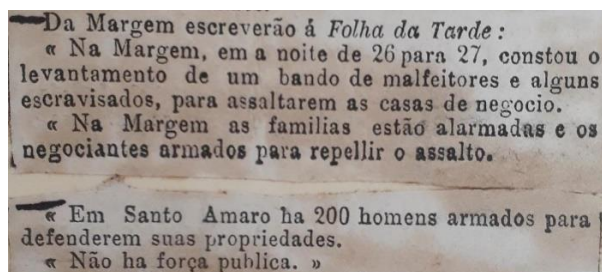 Da Margem escreverão á Folha da Tarde :
« Na Margem, em a noite de 26 para 27, constou o
levantamento de um bando de malfeitores e alguns
escravisados, para assaltarem as casas de negocio.
« Na Margem as familias estão alarmadas e os
negociantes armados para repellir o assalto.
« Em Santo Amaro ha 200 homens armados para
defenderem suas propriedades.
« Não ha força publica. »